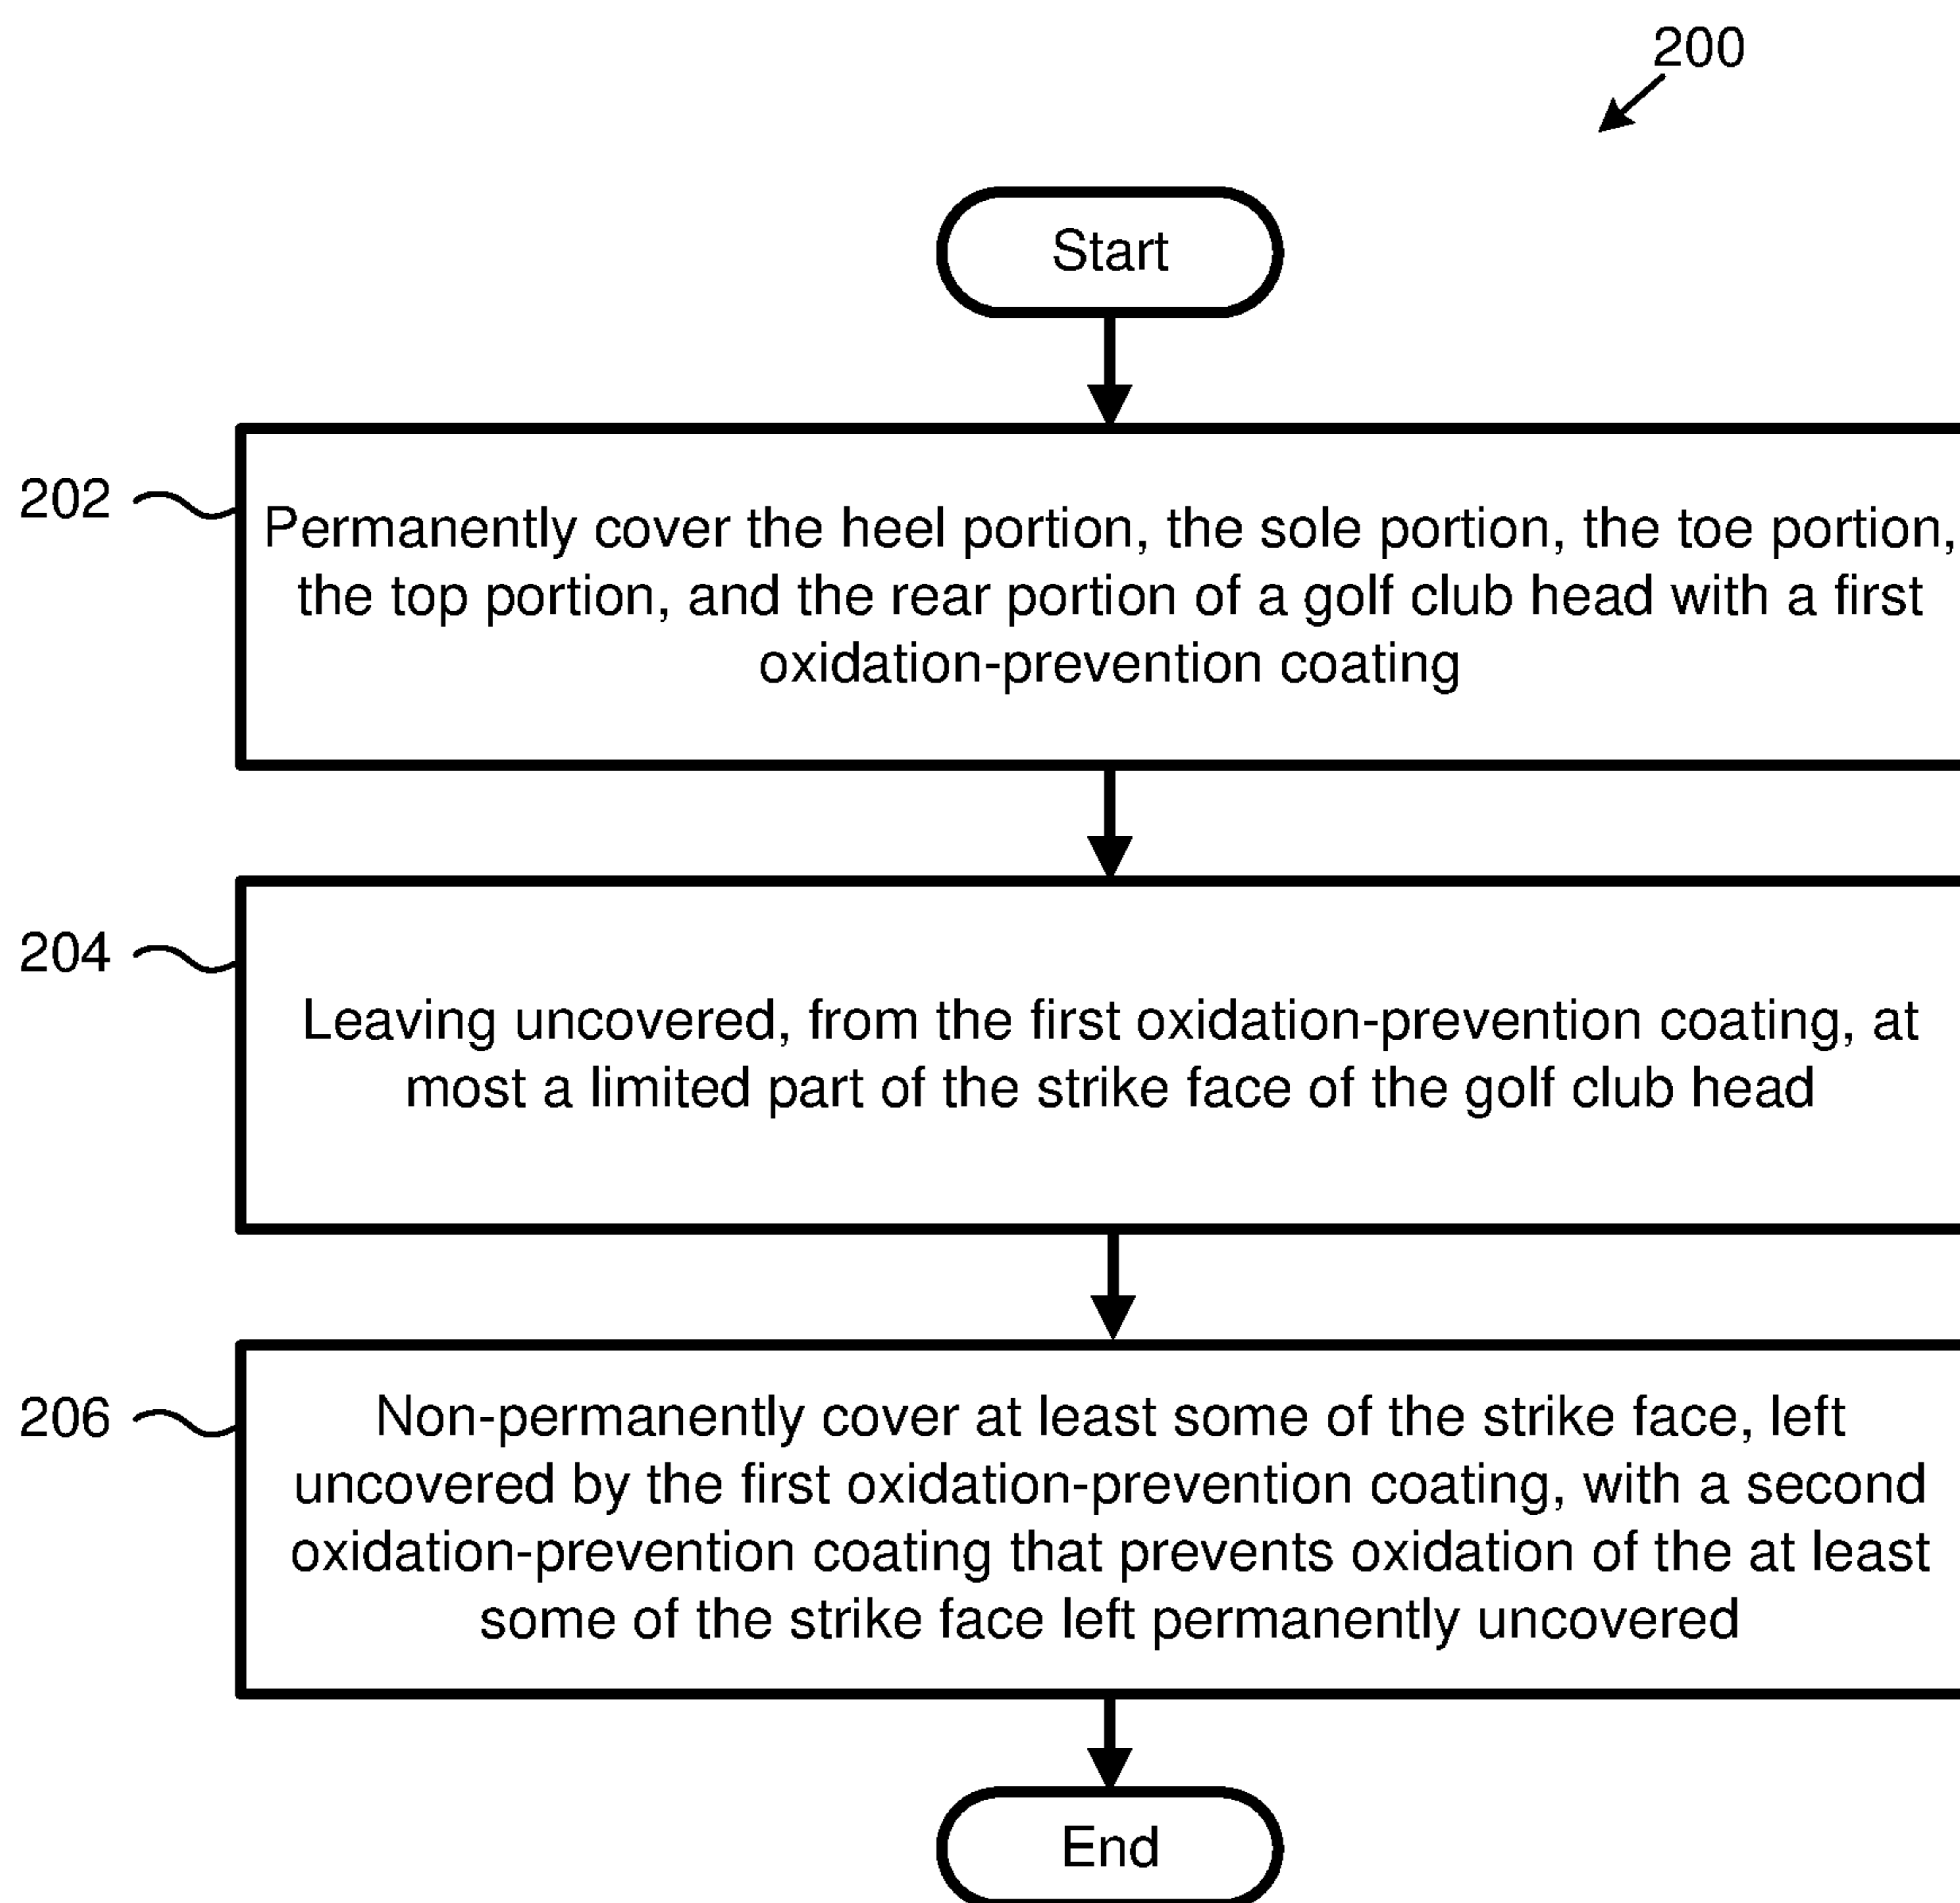 200
Start
202
Permanently cover the heel portion, the sole portion, the toe portion,
the top portion, and the rear portion of a golf club head with a first
oxidation-prevention coating
204
Leaving uncovered, from the first oxidation-prevention coating, at
most a limited part of the strike face of the golf club head
206
Non-permanently cover at least some of the strike face, left
uncovered by the first oxidation-prevention coating, with a second
oxidation-prevention coating that prevents oxidation of the at least
some of the strike face left permanently uncovered
End